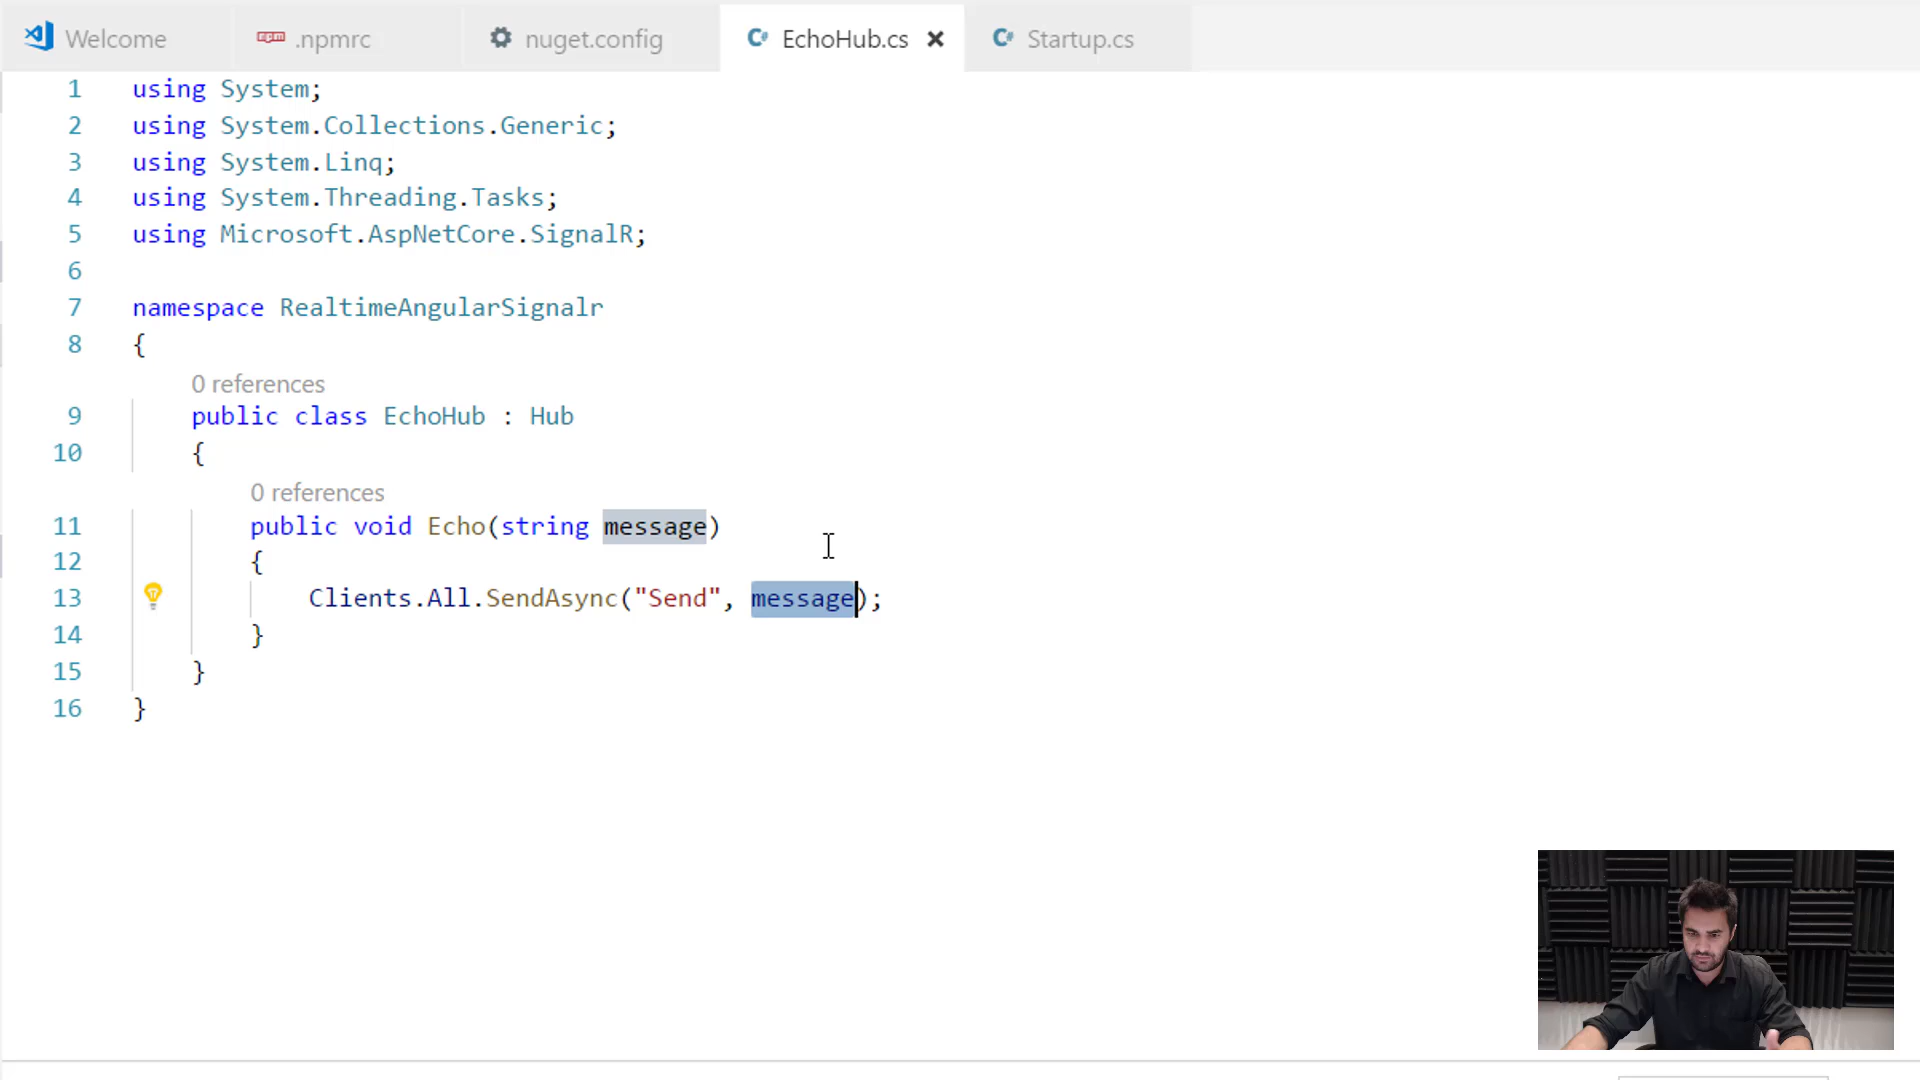 Welcome .npmrc nuget.config EchoHub.cs Startup.cs
1 using System;
2 using System.Collections.Generic;
3 using System.Linq;
4 using System.Threading.Tasks;
5 using Microsoft.AspNetCore.SignalR;
6
7 namespace RealtimeAngularSignalr
8 {
0 references
9 public class EchoHub : Hub
10 {
0 references
11 public void Echo(string message)
12 {
13 Clients.All.SendAsync("Send", message);
14 }
15 }
16 }